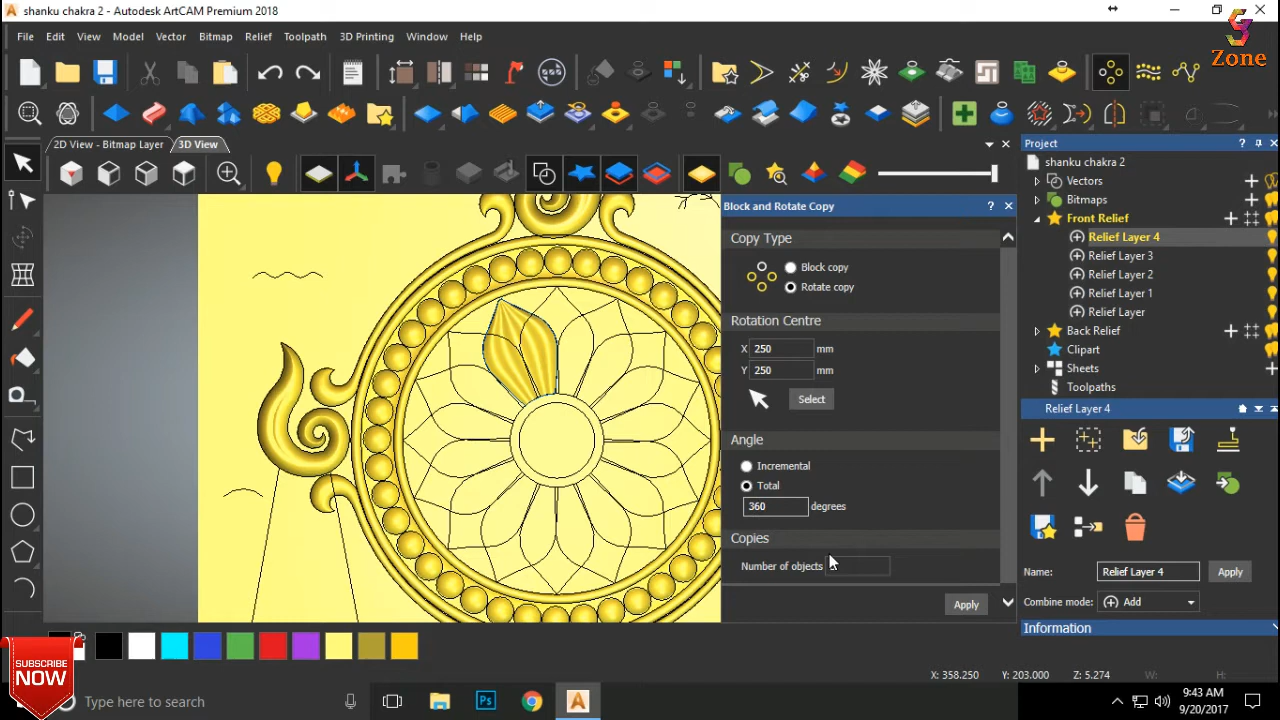 shanku chakra 2 - Autodesk ArtCAM Premium 2018
File Edit View Model Vector Bitmap Relief Toolpath 3D Printing Window Help
Zone
2D View - Bitmap Layer 3D View
Project
shanku chakra 2
Vectors
Bitmaps
Front Relief
Relief Layer 4
Relief Layer 3
Relief Layer 2
Relief Layer 1
Relief Layer
Back Relief
Clipart
Sheets
Toolpaths
Block and Rotate Copy
Copy Type
Block copy
Rotate copy
Rotation Centre
X 250 mm
Y 250 mm
Select
Angle
Incremental
Total
360 degrees
Copies
Number of objects
Apply
Relief Layer 4
Name: Relief Layer 4 Apply
Combine mode: Add
Information
X: 358.250 Y: 203.000 Z: 5.274 W: H:
SUBSCRIBE
NOW
Type here to search
9:43 AM
9/20/2017